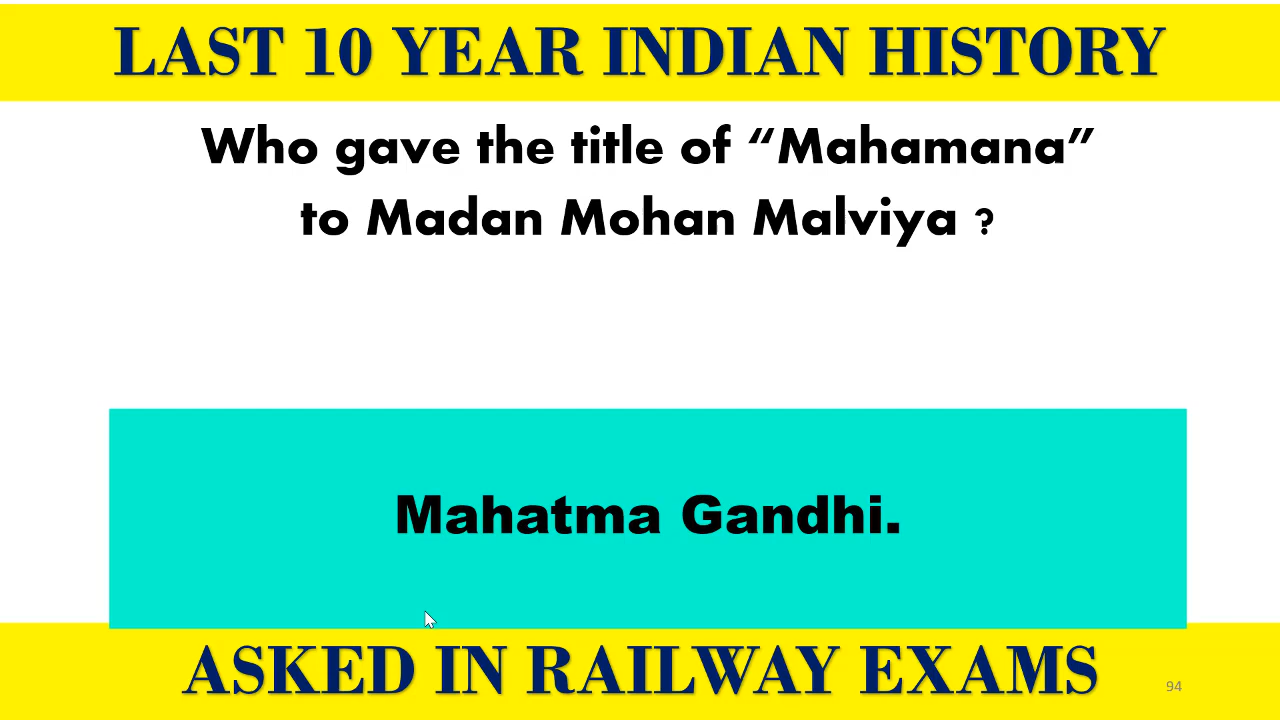 LAST 10 YEAR INDIAN HISTORY
Who gave the title of “Mahamana”
to Madan Mohan Malviya ?
Mahatma Gandhi.
ASKED IN RAILWAY EXAMS
94